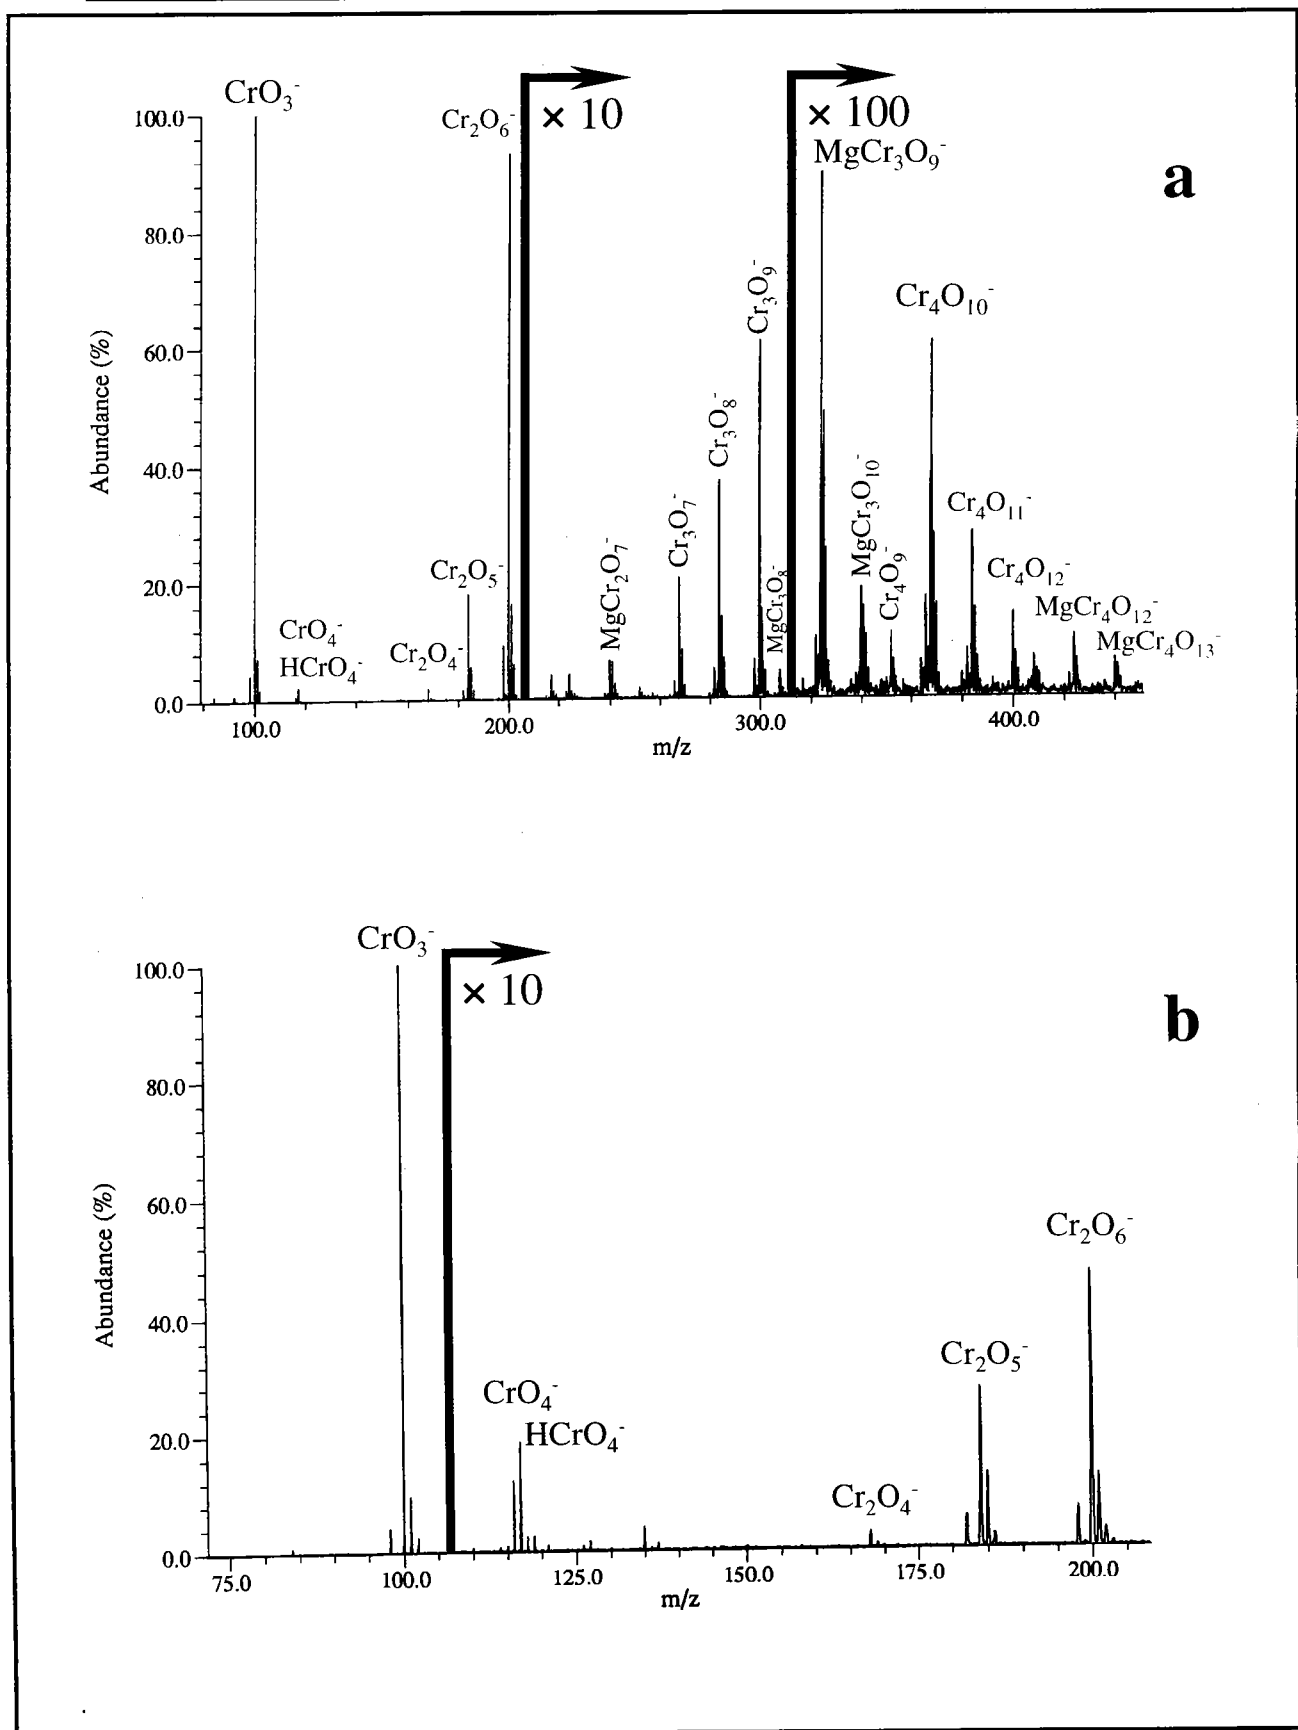 CrO₃⁻
Cr₂O₆⁻
× 10
× 100
MgCr₃O₉⁻
a
100.0
80.0
60.0
40.0
20.0
0.0
Abundance (%)
CrO₄⁻
HCrO₄⁻
Cr₂O₄⁻
Cr₂O₅⁻
MgCr₂O₇⁻
Cr₃O₇⁻
Cr₃O₈⁻
Cr₃O₉⁻
MgCr₃O₈⁻
MgCr₃O₁₀⁻
Cr₄O₉⁻
Cr₄O₁₀⁻
Cr₄O₁₁⁻
Cr₄O₁₂⁻
MgCr₄O₁₂⁻
MgCr₄O₁₃⁻
100.0 200.0 300.0 400.0
m/z
CrO₃⁻
× 10
b
100.0
80.0
60.0
40.0
20.0
0.0
Abundance (%)
CrO₄⁻
HCrO₄⁻
Cr₂O₄⁻
Cr₂O₅⁻
Cr₂O₆⁻
75.0 100.0 125.0 150.0 175.0 200.0
m/z